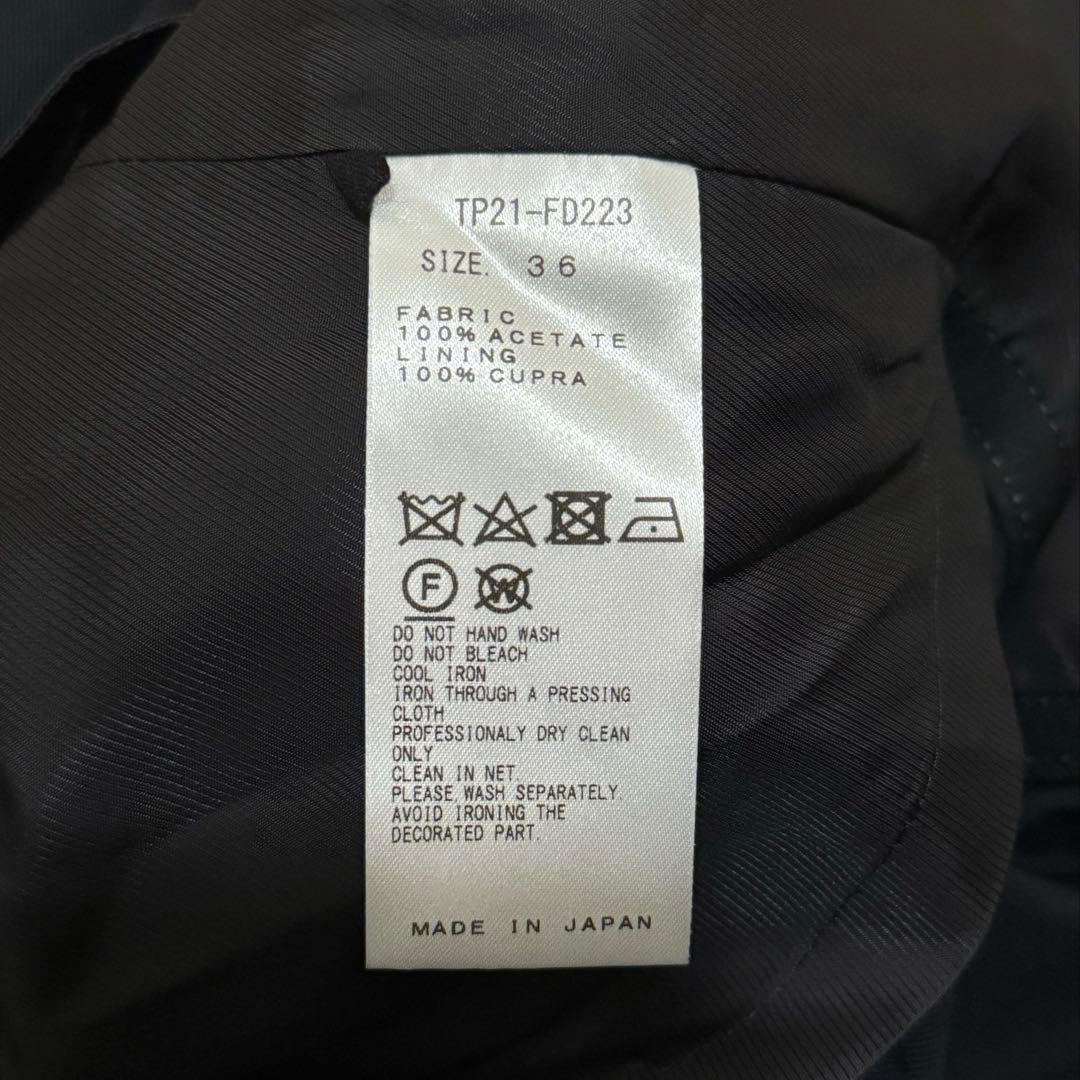 TP21-FD223
SIZE. 36
FABRIC
100% ACETATE
LINING
100% CUPRA
F W
DO NOT HAND WASH
DO NOT BLEACH
COOL IRON
IRON THROUGH A PRESSING
CLOTH
PROFESSIONALY DRY CLEAN
ONLY
CLEAN IN NET.
PLEASE WASH SEPARATELY.
AVOID IRONING THE
DECORATED PART.
MADE IN JAPAN